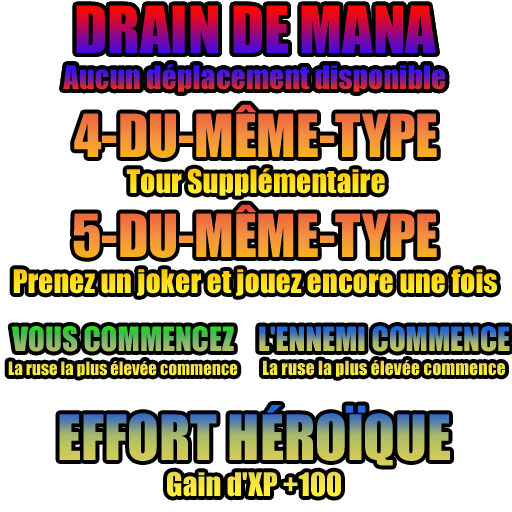 DRAIN DE MANA
Aucun déplacement disponible
4-DU-MÊME-TYPE
Tour Supplémentaire
5-DU-MÊME-TYPE
Prenez un joker et jouez encore une fois
VOUS COMMENCEZ
La ruse la plus élevée commence
L'ENNEMI COMMENCE
La ruse la plus élevée commence
EFFORT HÉROÏQUE
Gain d'XP +100